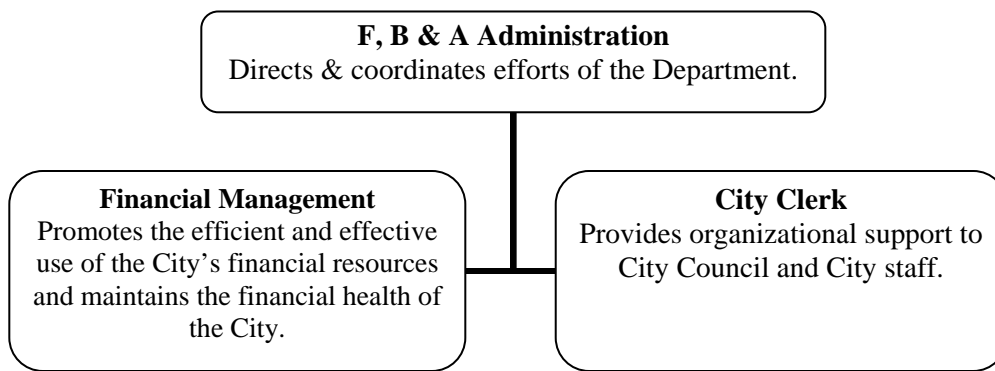 F, B & A Administration
Directs & coordinates efforts of the Department.
Financial Management
Promotes the efficient and effective
use of the City’s financial resources
and maintains the financial health of
the City.
City Clerk
Provides organizational support to
City Council and City staff.